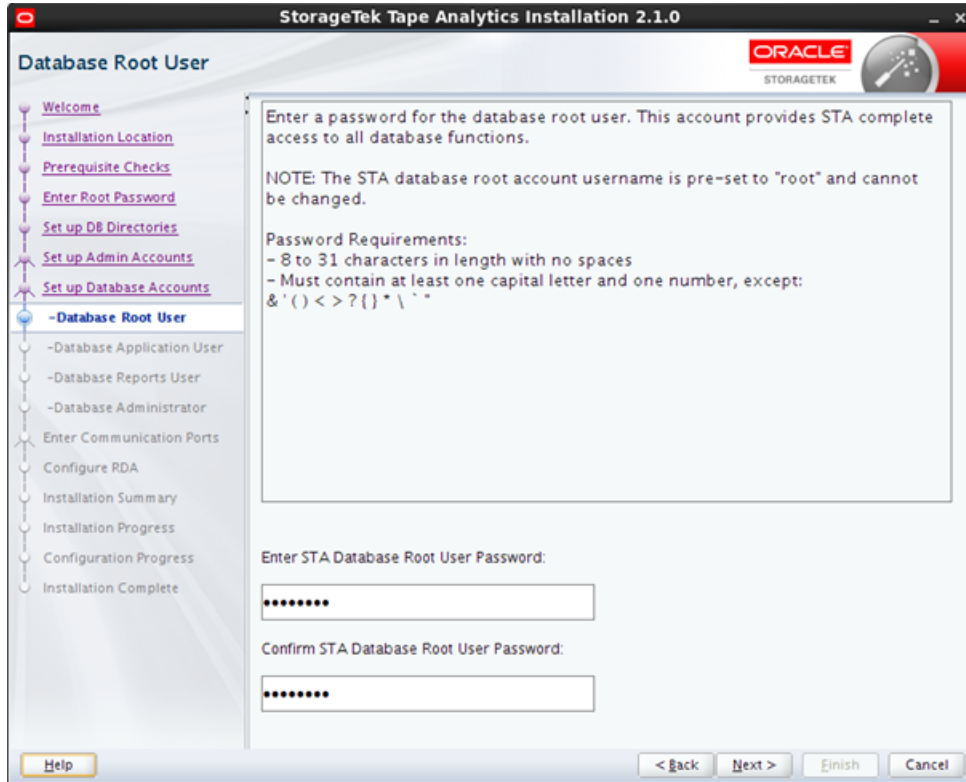 StorageTek Tape Analytics Installation 2.1.0
Database Root User
ORACLE
STORAGETEK
Welcome
Installation Location
Prerequisite Checks
Enter Root Password
Set up DB Directories
Set up Admin Accounts
Set up Database Accounts
-Database Root User
-Database Application User
-Database Reports User
-Database Administrator
Enter Communication Ports
Configure RDA
Installation Summary
Installation Progress
Configuration Progress
Installation Complete
Enter a password for the database root user. This account provides STA complete
access to all database functions.
NOTE: The STA database root account username is pre-set to "root" and cannot
be changed.
Password Requirements:
- 8 to 31 characters in length with no spaces
- Must contain at least one capital letter and one number, except:
& ' ( ) < > ? { } * \ ` "
Enter STA Database Root User Password:
••••••••
Confirm STA Database Root User Password:
••••••••
Help
< Back
Next >
Finish
Cancel